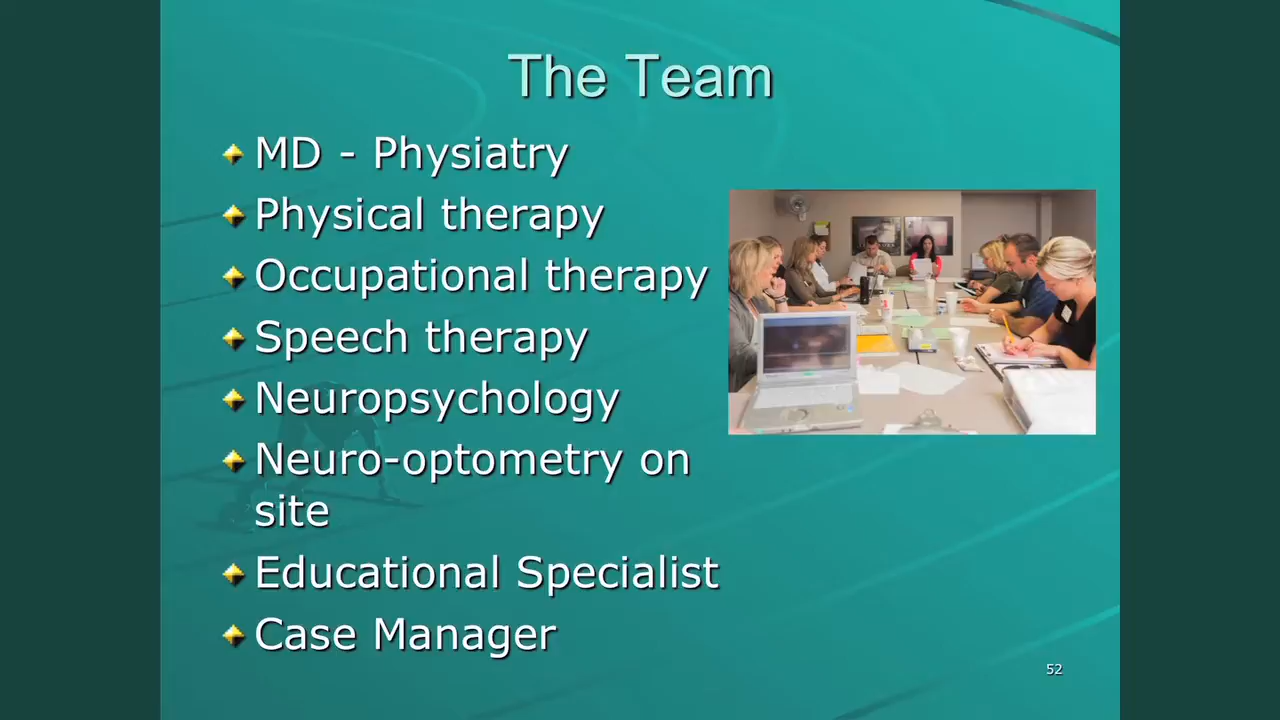 The Team
MD - Physiatry
Physical therapy
Occupational therapy
Speech therapy
Neuropsychology
Neuro-optometry on
site
Educational Specialist
Case Manager
52